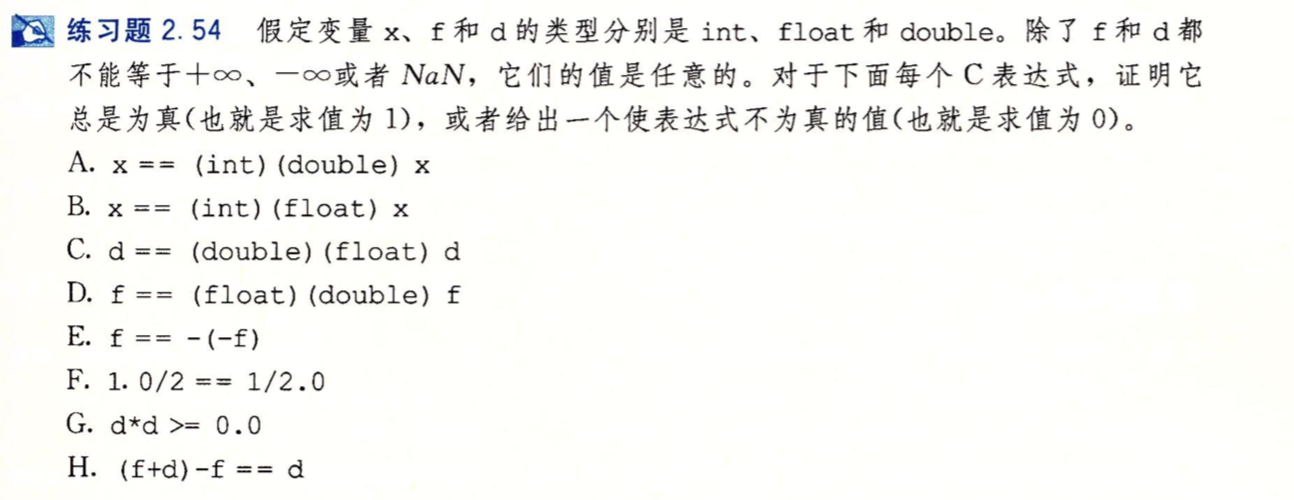 练习题 2.54 假定变量 x、f 和 d 的类型分别是 int、float 和 double。除了 f 和 d 都
不能等于+∞、-∞或者 NaN，它们的值是任意的。对于下面每个 C 表达式，证明它
总是为真(也就是求值为 1)，或者给出一个使表达式不为真的值(也就是求值为 0)。
A. x == (int)(double) x
B. x == (int)(float) x
C. d == (double)(float) d
D. f == (float)(double) f
E. f == -(-f)
F. 1.0/2 == 1/2.0
G. d*d >= 0.0
H. (f+d)-f == d